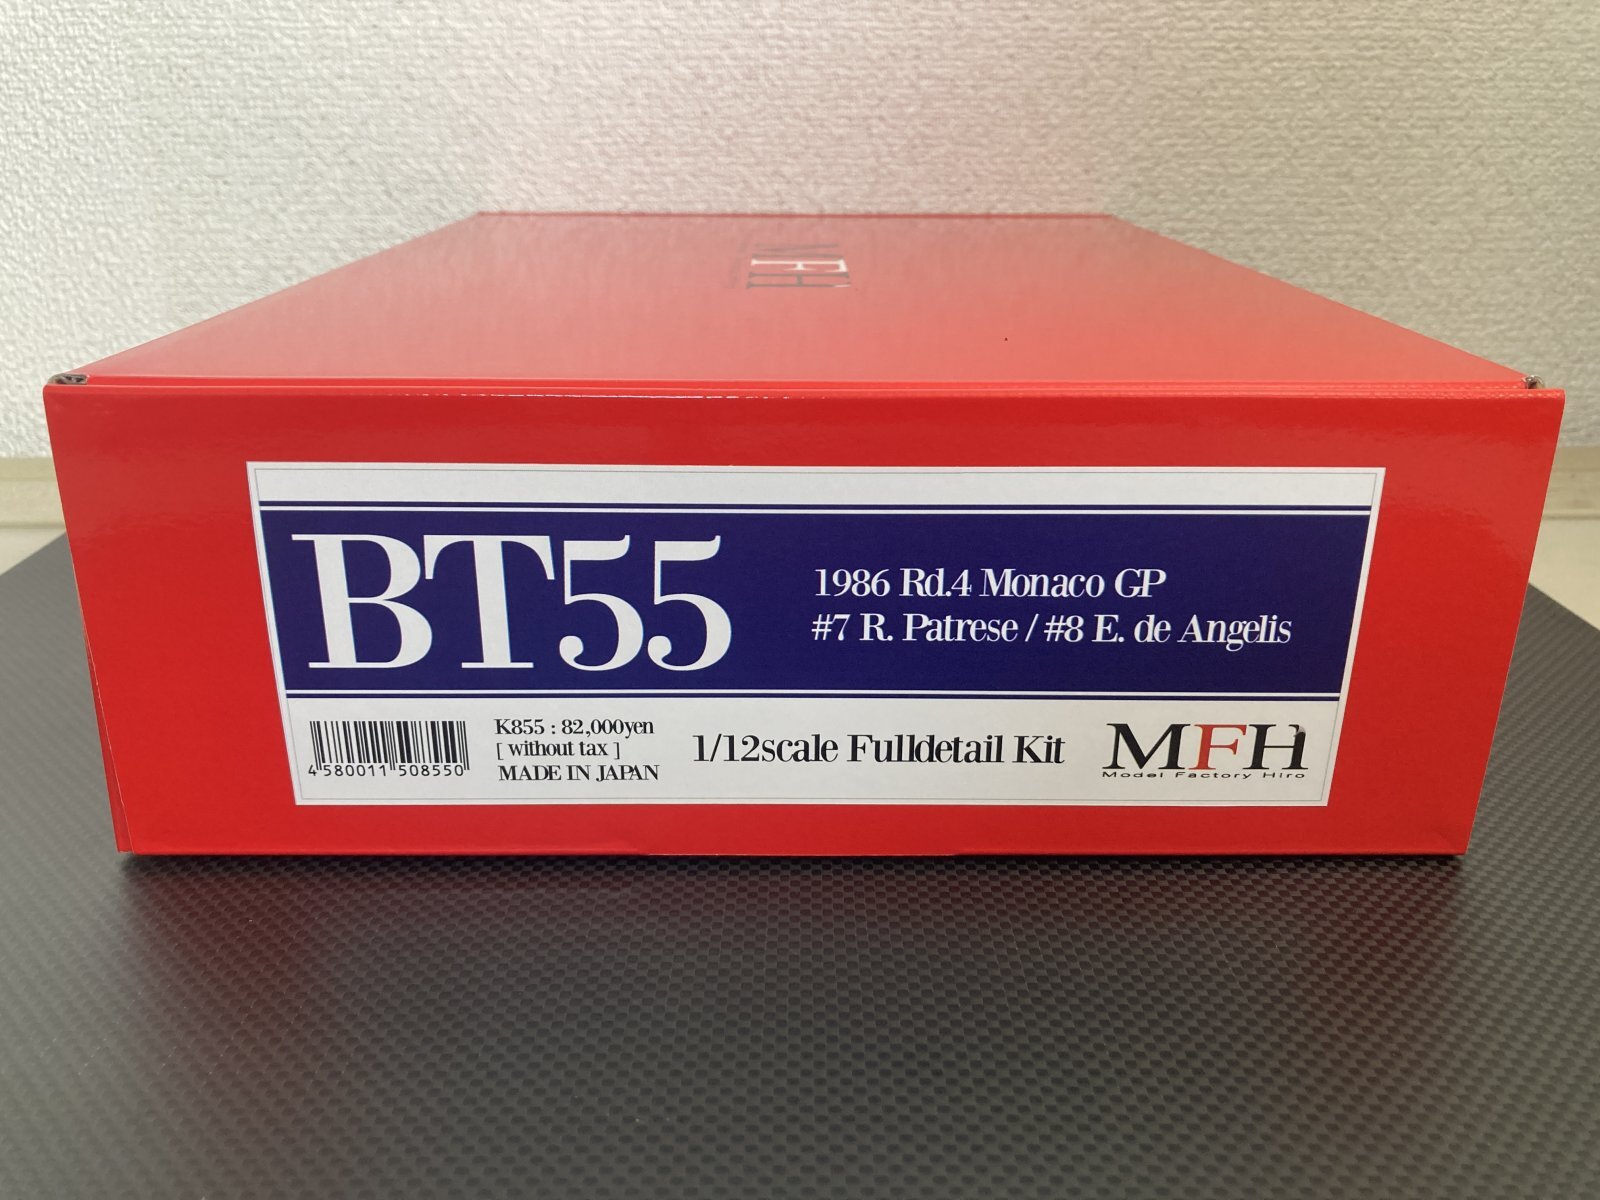 MFH
BT55
1986 Rd.4 Monaco GP
#7 R. Patrese / #8 E. de Angelis
4 580011 508550
K855 : 82,000yen
[ without tax ]
MADE IN JAPAN
1/12scale Fulldetail Kit
MFH
Model Factory Hiro